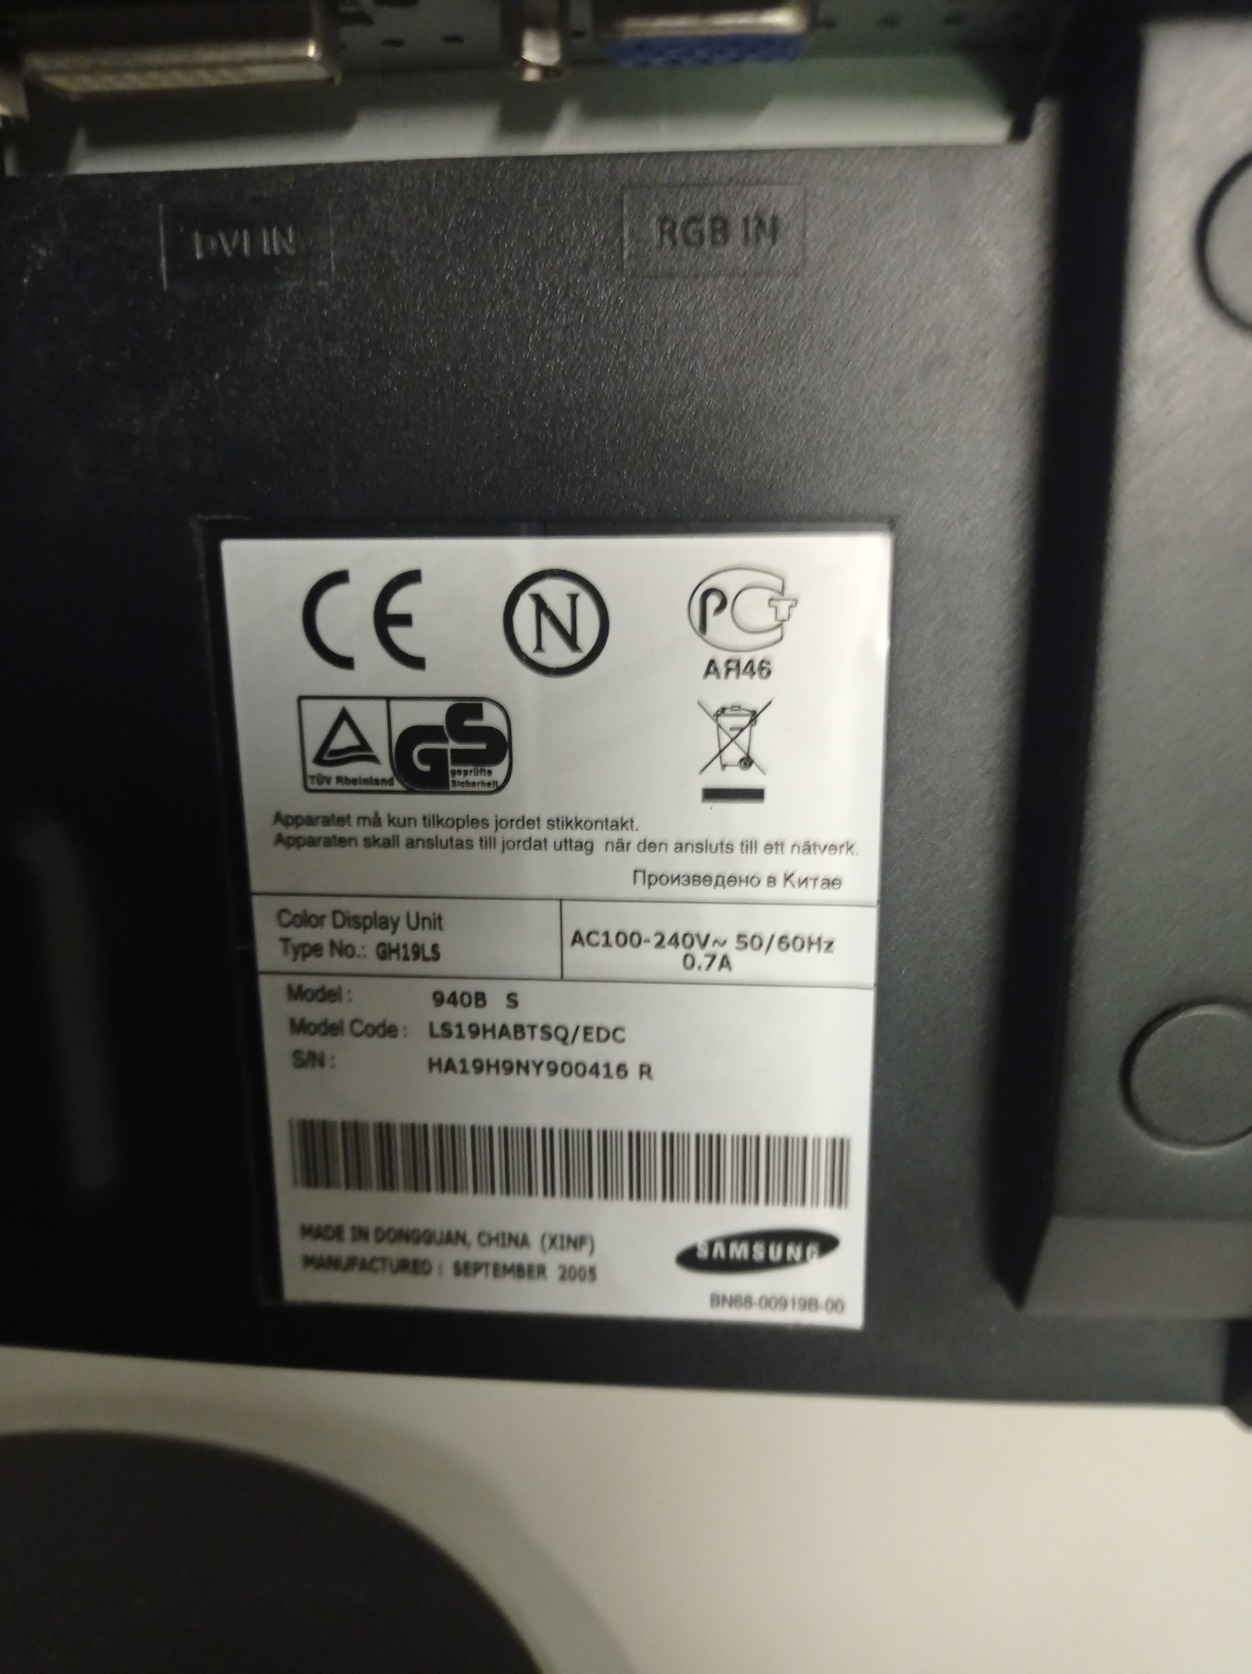 DVI IN
RGB IN
CE
N
РСТ
АЯ46
TÜV Rheinland
GS
geprüfte
Sicherheit
Apparatet må kun tilkoples jordet stikkontakt.
Apparaten skall anslutas till jordat uttag när den ansluts till ett nätverk.
Произведено в Китае
Color Display Unit
Type No.: GH19LS
AC100-240V~ 50/60Hz
0.7A
Model : 940B S
Model Code : LS19HABTSQ/EDC
S/N : HA19H9NY900416 R
MADE IN DONGGUAN, CHINA (XINF)
MANUFACTURED : SEPTEMBER 2005
SAMSUNG
BN68-00919B-00